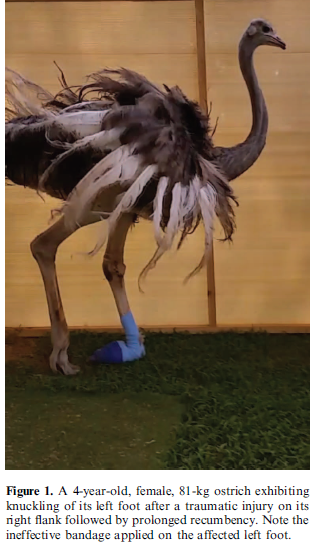 Figure 1. A 4-year-old, female, 81-kg ostrich exhibiting
knuckling of its left foot after a traumatic injury on its
right flank followed by prolonged recumbency. Note the
ineffective bandage applied on the affected left foot.